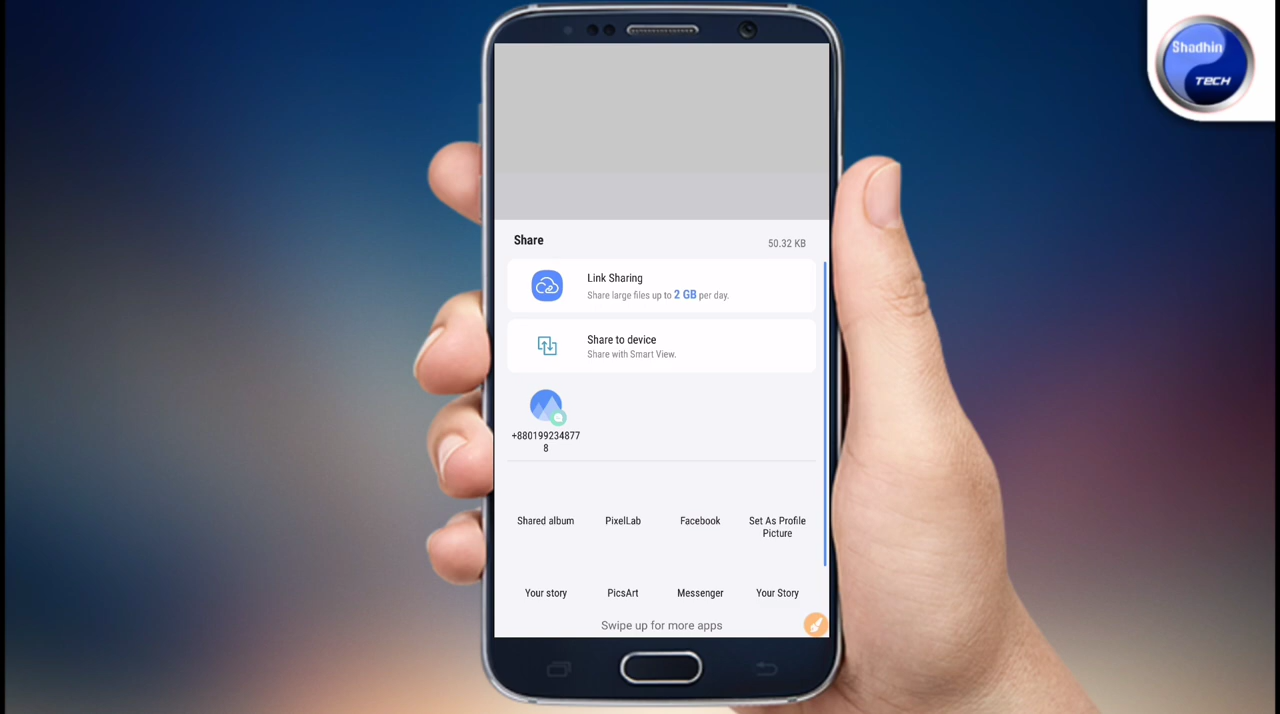 Shadhin
TECH
Share
50.32 KB
Link Sharing
Share large files up to 2 GB per day.
Share to device
Share with Smart View.
+880199234877
8
Shared album
PixelLab
Facebook
Set As Profile
Picture
Your story
PicsArt
Messenger
Your Story
Swipe up for more apps